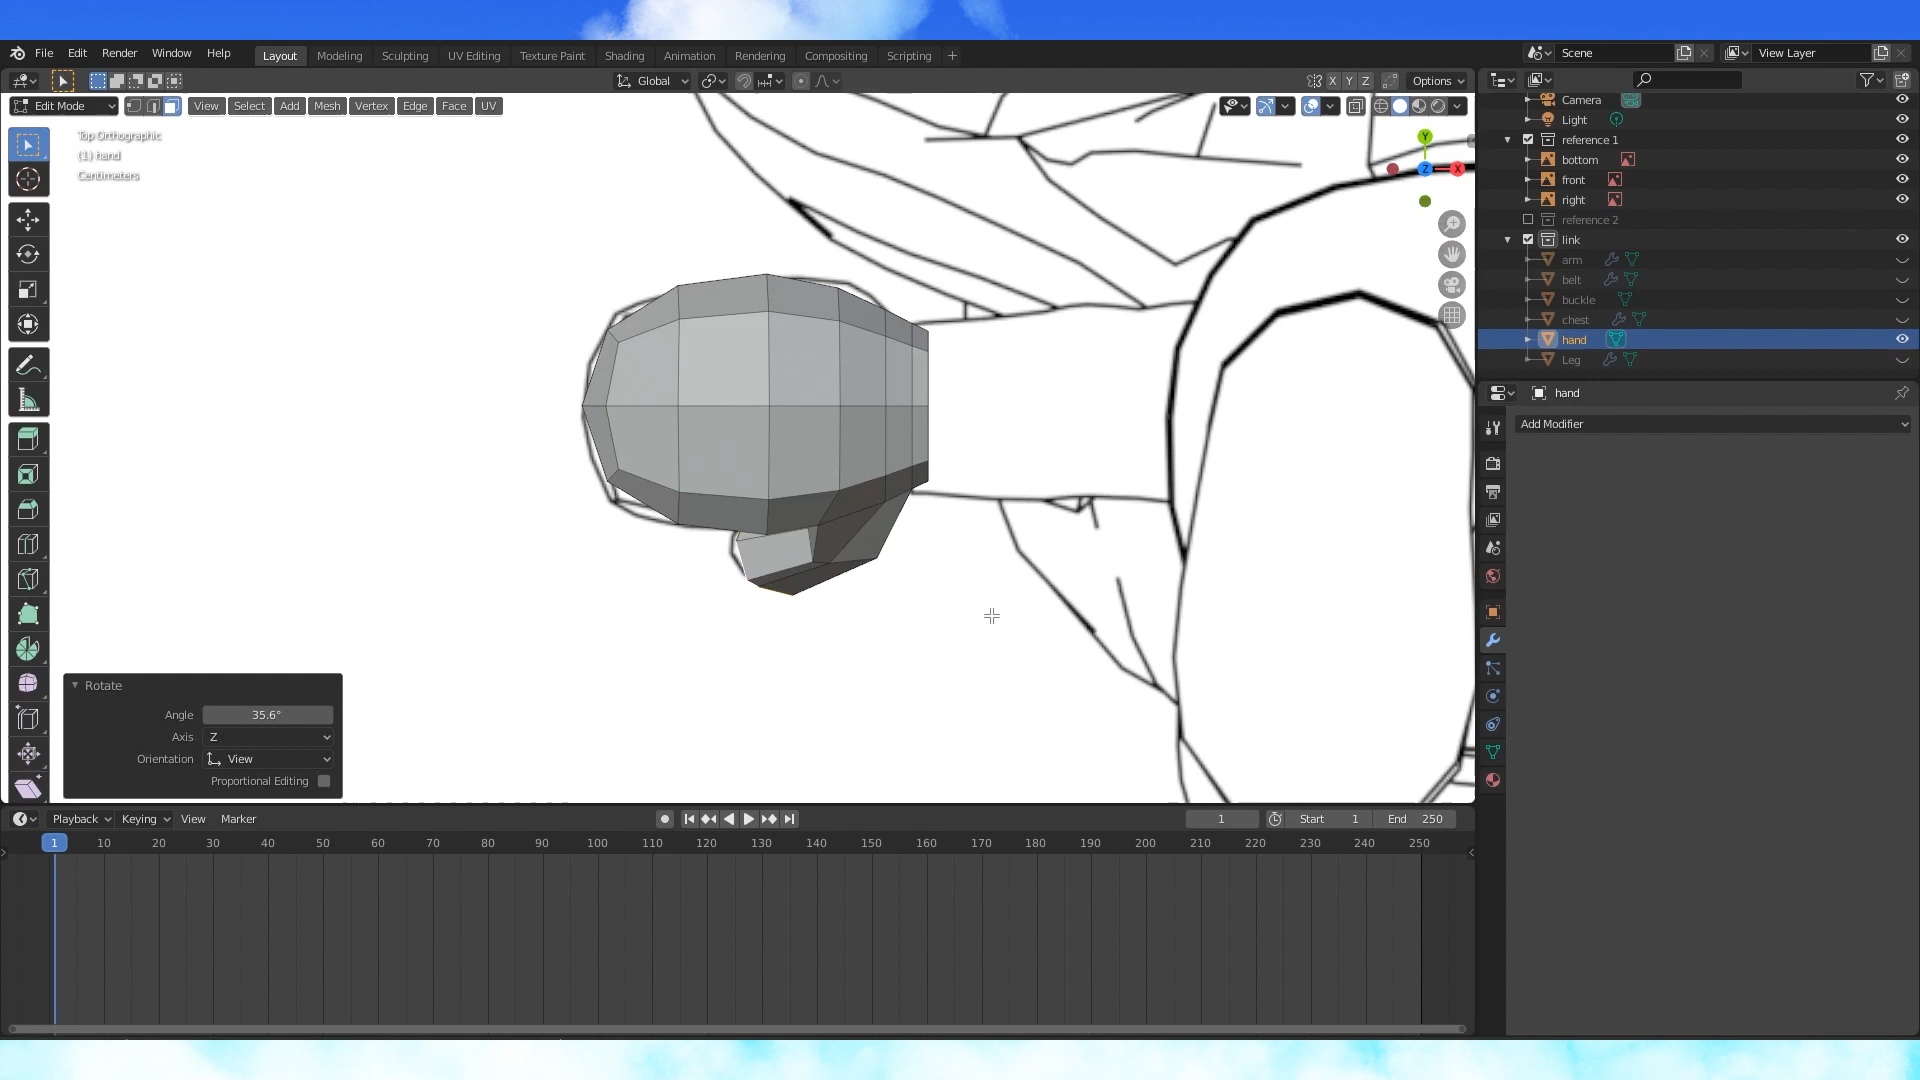 File Edit Render Window Help Layout Modeling Sculpting UV Editing Texture Paint Shading Animation Rendering Compositing Scripting + Scene View Layer
Global X Y Z Options
Edit Mode View Select Add Mesh Vertex Edge Face UV
Camera
Light
Top Orthographic
(1) hand
Centimeters
Y
Z X
reference 1
bottom
front
right
reference 2
link
arm
belt
buckle
chest
hand
Leg
hand
Add Modifier
Rotate
Angle 35.6°
Axis Z
Orientation View
Proportional Editing
Playback Keying View Marker 1 Start 1 End 250
1 10 20 30 40 50 60 70 80 90 100 110 120 130 140 150 160 170 180 190 200 210 220 230 240 250